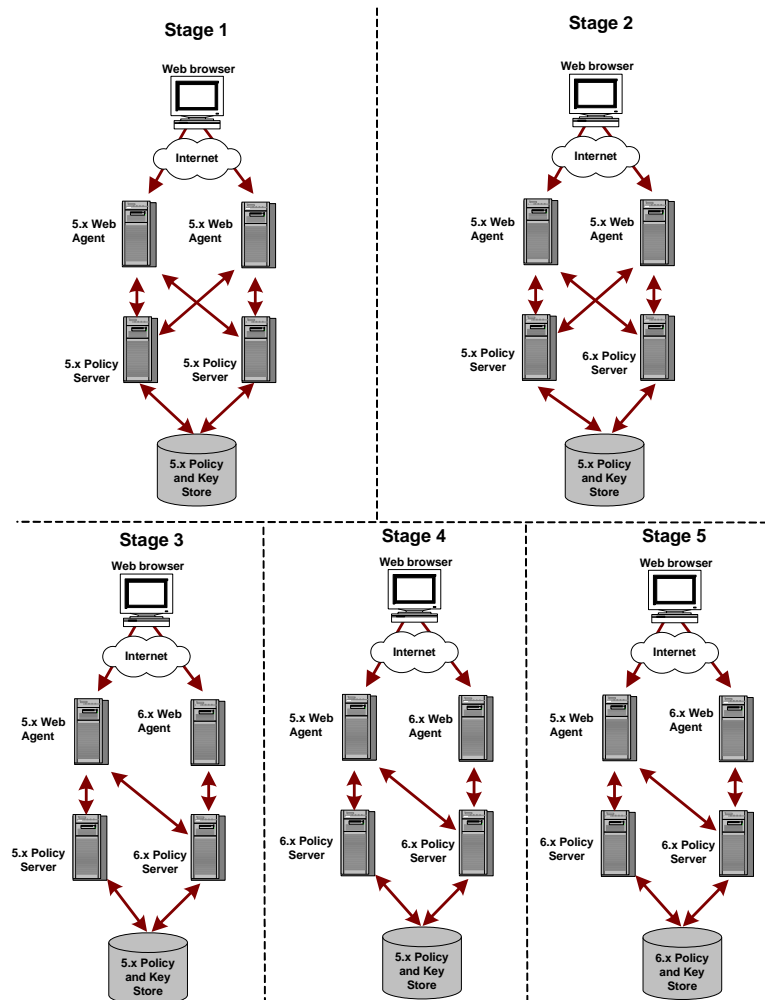 Stage 1
Web browser
Internet
5.x Web
Agent
5.x Web
Agent
5.x Policy
Server
5.x Policy
Server
5.x Policy
and Key
Store
Stage 2
Web browser
Internet
5.x Web
Agent
5.x Web
Agent
5.x Policy
Server
6.x Policy
Server
5.x Policy
and Key
Store
Stage 3
Web browser
Internet
5.x Web
Agent
6.x Web
Agent
5.x Policy
Server
6.x Policy
Server
5.x Policy
and Key
Store
Stage 4
Web browser
Internet
5.x Web
Agent
6.x Web
Agent
6.x Policy
Server
6.x Policy
Server
5.x Policy
and Key
Store
Stage 5
Web browser
Internet
5.x Web
Agent
6.x Web
Agent
6.x Policy
Server
6.x Policy
Server
6.x Policy
and Key
Store